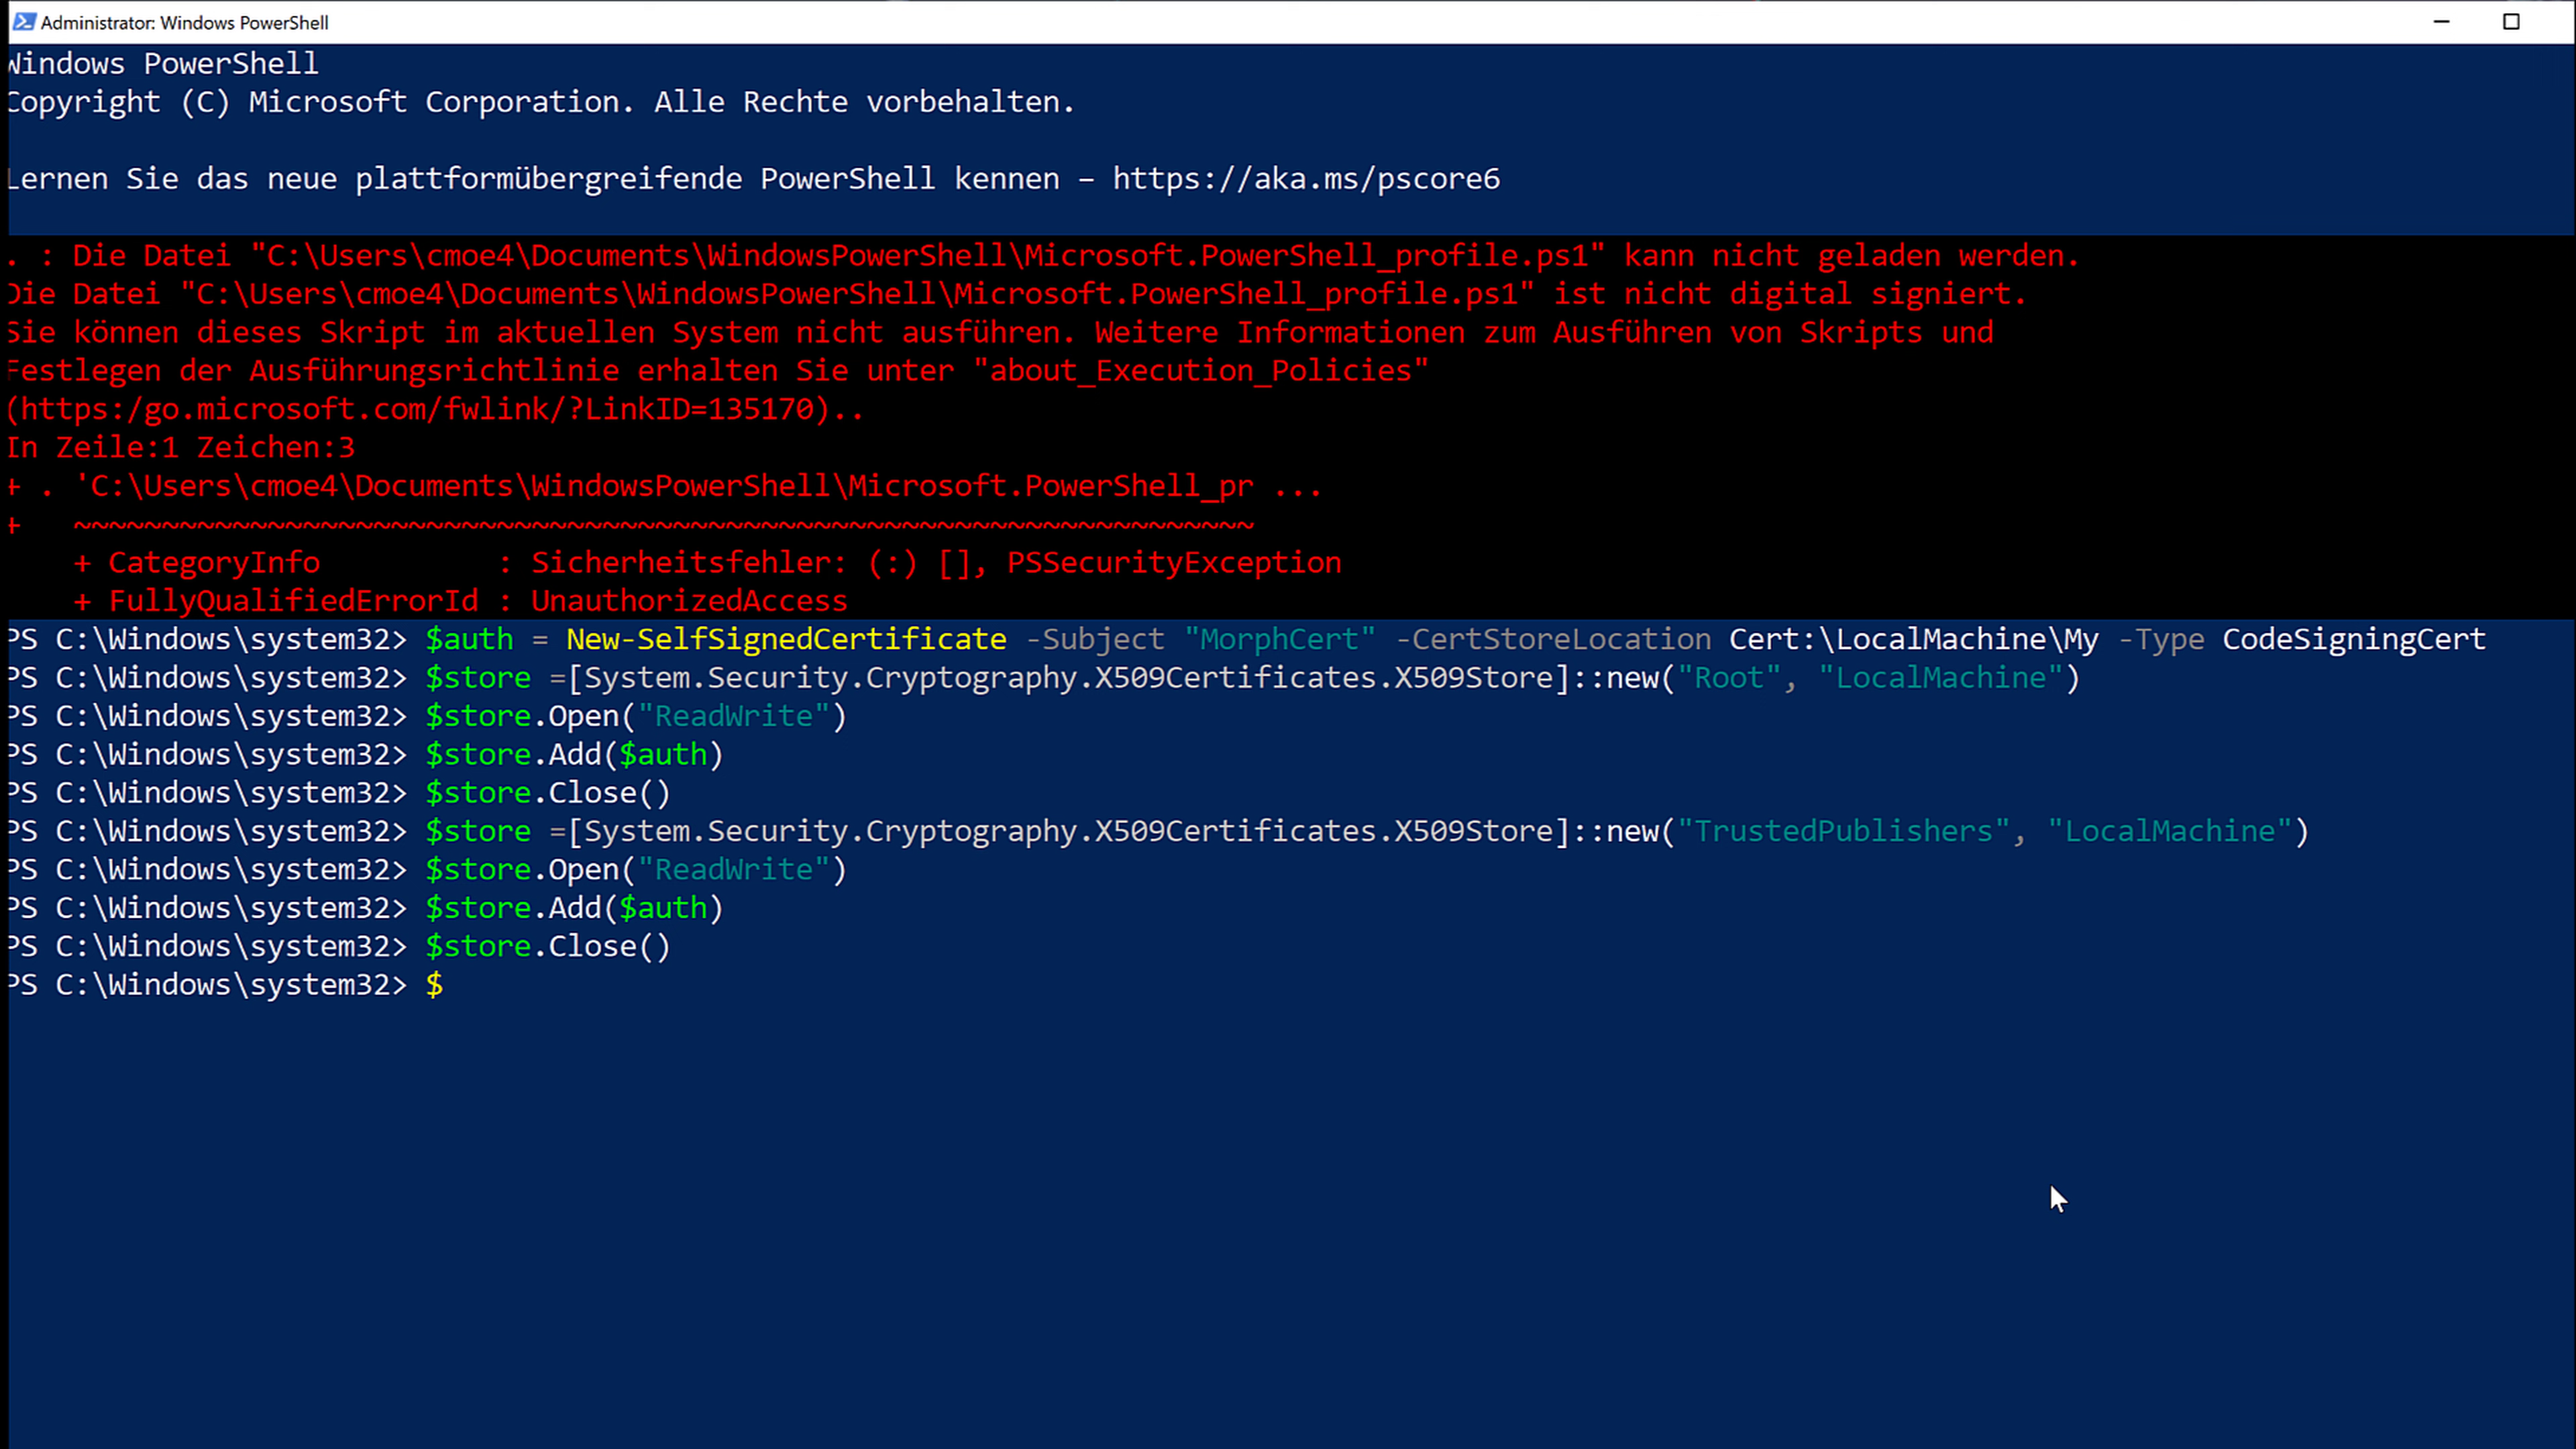 Administrator: Windows PowerShell
Windows PowerShell
Copyright (C) Microsoft Corporation. Alle Rechte vorbehalten.
Lernen Sie das neue plattformübergreifende PowerShell kennen – https://aka.ms/pscore6
. : Die Datei "C:\Users\cmoe4\Documents\WindowsPowerShell\Microsoft.PowerShell_profile.ps1" kann nicht geladen werden.
Die Datei "C:\Users\cmoe4\Documents\WindowsPowerShell\Microsoft.PowerShell_profile.ps1" ist nicht digital signiert.
Sie können dieses Skript im aktuellen System nicht ausführen. Weitere Informationen zum Ausführen von Skripts und
Festlegen der Ausführungsrichtlinie erhalten Sie unter "about_Execution_Policies"
(https:/go.microsoft.com/fwlink/?LinkID=135170)..
In Zeile:1 Zeichen:3
+ . 'C:\Users\cmoe4\Documents\WindowsPowerShell\Microsoft.PowerShell_pr ...
+   ~~~~~~~~~~~~~~~~~~~~~~~~~~~~~~~~~~~~~~~~~~~~~~~~~~~~~~~~~~~~~~~~~~~
    + CategoryInfo          : Sicherheitsfehler: (:) [], PSSecurityException
    + FullyQualifiedErrorId : UnauthorizedAccess
PS C:\Windows\system32> $auth = New-SelfSignedCertificate -Subject "MorphCert" -CertStoreLocation Cert:\LocalMachine\My -Type CodeSigningCert
PS C:\Windows\system32> $store =[System.Security.Cryptography.X509Certificates.X509Store]::new("Root", "LocalMachine")
PS C:\Windows\system32> $store.Open("ReadWrite")
PS C:\Windows\system32> $store.Add($auth)
PS C:\Windows\system32> $store.Close()
PS C:\Windows\system32> $store =[System.Security.Cryptography.X509Certificates.X509Store]::new("TrustedPublishers", "LocalMachine")
PS C:\Windows\system32> $store.Open("ReadWrite")
PS C:\Windows\system32> $store.Add($auth)
PS C:\Windows\system32> $store.Close()
PS C:\Windows\system32> $